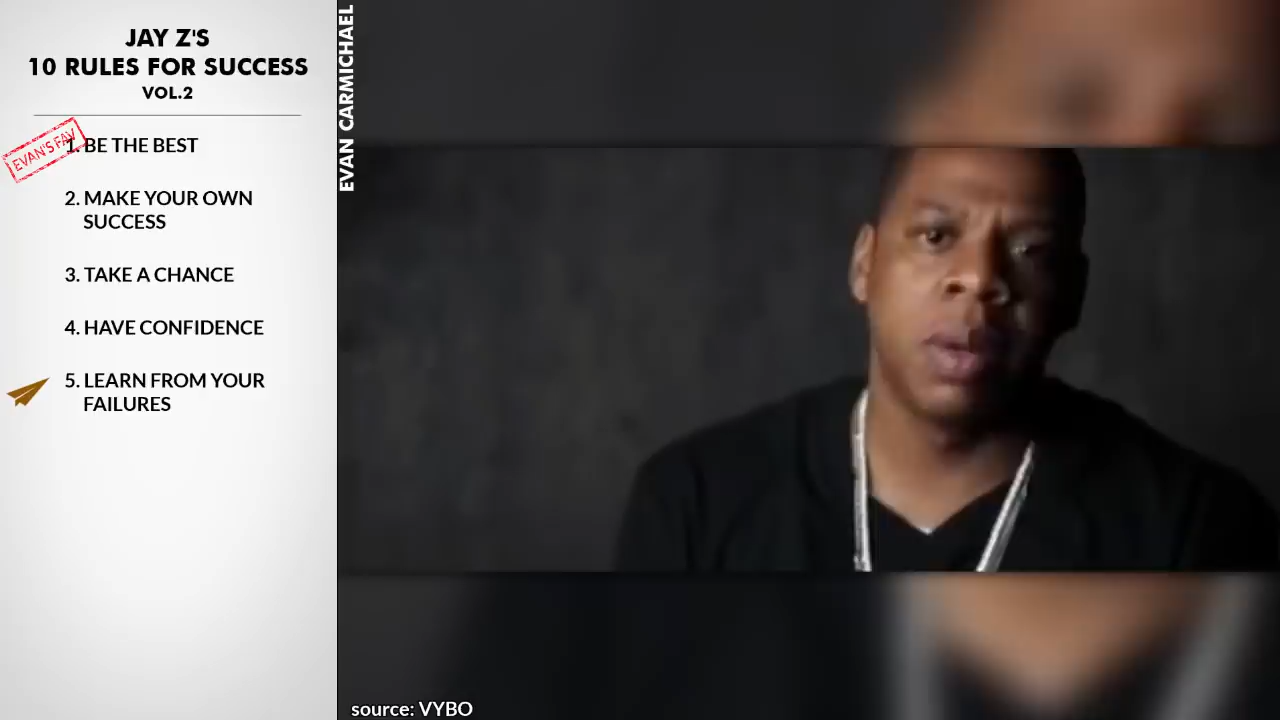 JAY Z'S
10 RULES FOR SUCCESS
VOL.2
EVAN'S FAV
1. BE THE BEST
2. MAKE YOUR OWN
SUCCESS
3. TAKE A CHANCE
4. HAVE CONFIDENCE
5. LEARN FROM YOUR
FAILURES
EVAN CARMICHAEL
source: VYBO